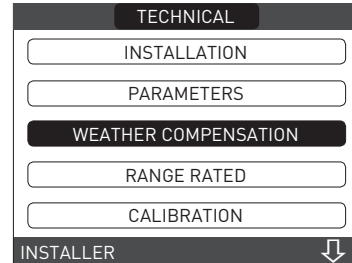 TECHNICAL
INSTALLATION
PARAMETERS
WEATHER COMPENSATION
RANGE RATED
CALIBRATION
INSTALLER